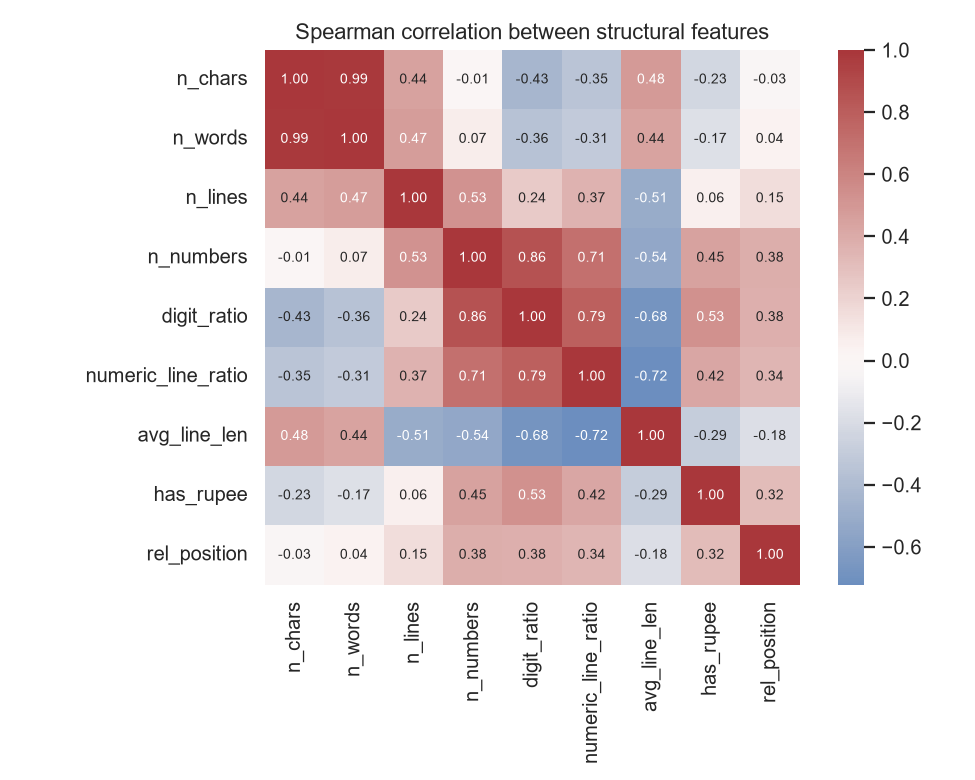 Spearman correlation between structural features
n_chars 1.00 0.99 0.44 -0.01 -0.43 -0.35 0.48 -0.23 -0.03
n_words 0.99 1.00 0.47 0.07 -0.36 -0.31 0.44 -0.17 0.04
n_lines 0.44 0.47 1.00 0.53 0.24 0.37 -0.51 0.06 0.15
n_numbers -0.01 0.07 0.53 1.00 0.86 0.71 -0.54 0.45 0.38
digit_ratio -0.43 -0.36 0.24 0.86 1.00 0.79 -0.68 0.53 0.38
numeric_line_ratio -0.35 -0.31 0.37 0.71 0.79 1.00 -0.72 0.42 0.34
avg_line_len 0.48 0.44 -0.51 -0.54 -0.68 -0.72 1.00 -0.29 -0.18
has_rupee -0.23 -0.17 0.06 0.45 0.53 0.42 -0.29 1.00 0.32
rel_position -0.03 0.04 0.15 0.38 0.38 0.34 -0.18 0.32 1.00
n_chars
n_words
n_lines
n_numbers
digit_ratio
numeric_line_ratio
avg_line_len
has_rupee
rel_position
1.0
0.8
0.6
0.4
0.2
0.0
−0.2
−0.4
−0.6